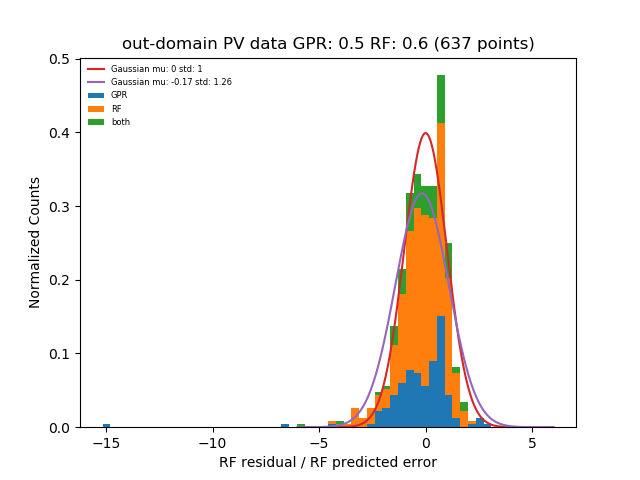 out-domain PV data GPR: 0.5 RF: 0.6 (637 points)
Gaussian mu: 0 std: 1
Gaussian mu: -0.17 std: 1.26
GPR
RF
both
Normalized Counts
0.5
0.4
0.3
0.2
0.1
0.0
−15 −10 −5 0 5
RF residual / RF predicted error